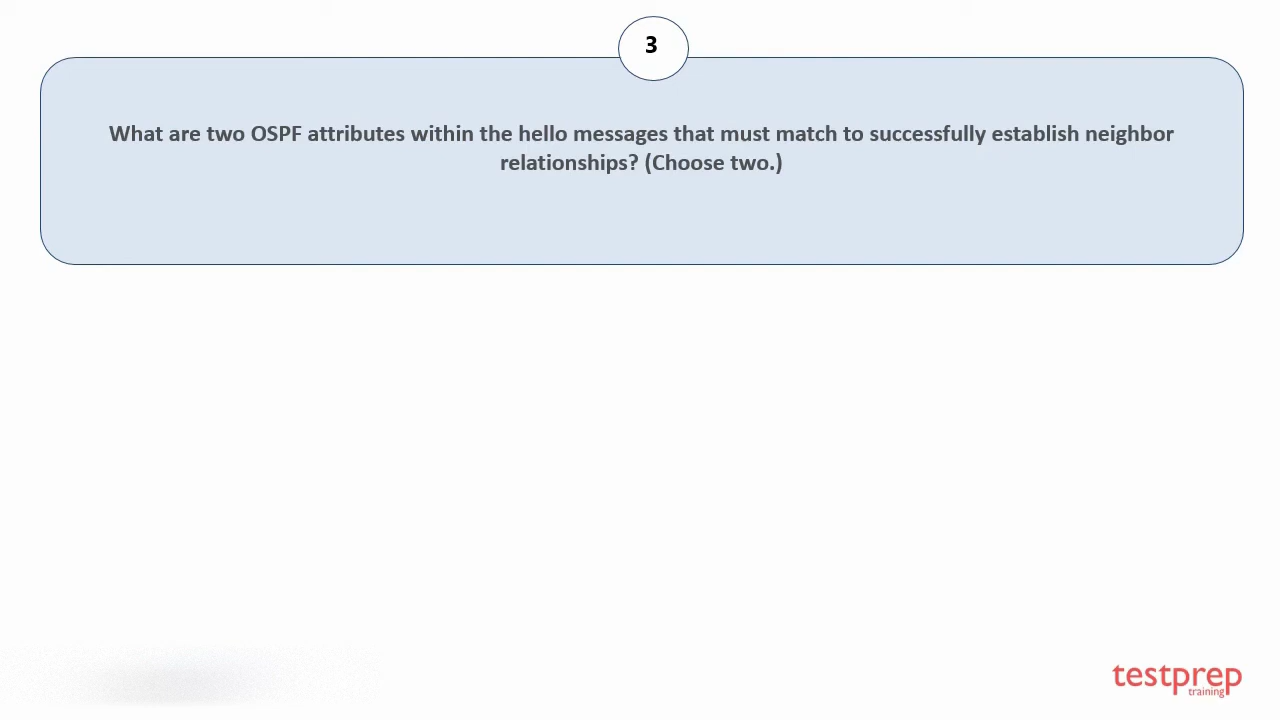 3
What are two OSPF attributes within the hello messages that must match to successfully establish neighbor
relationships? (Choose two.)
testprep
training